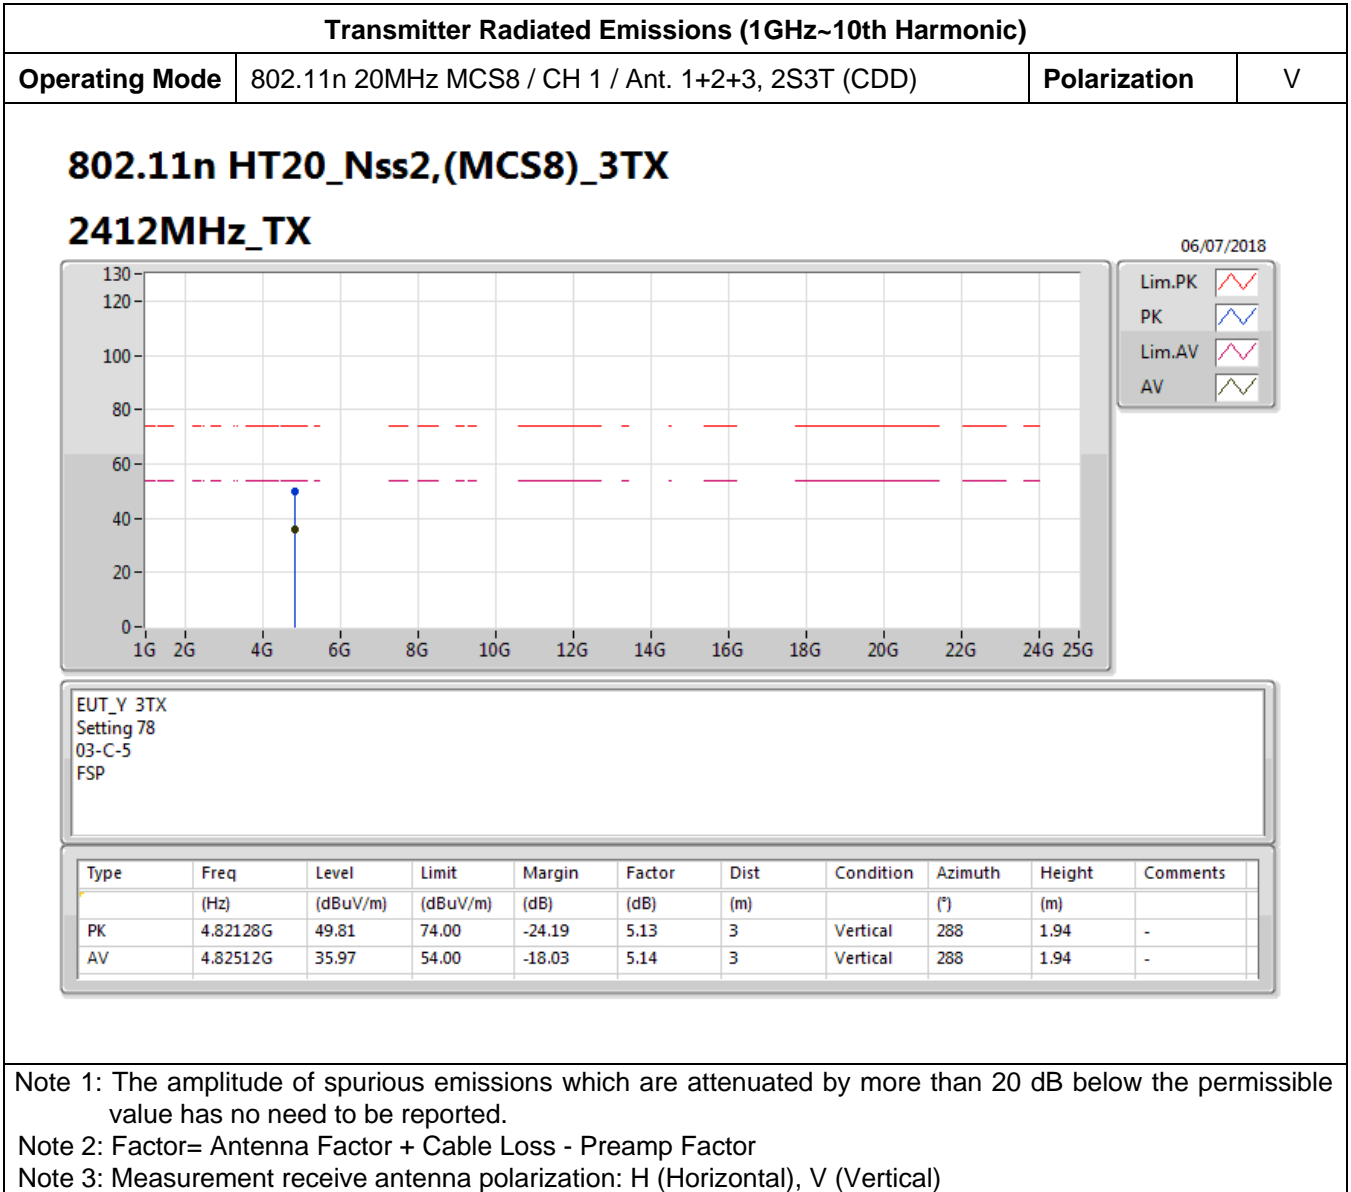 Transmitter Radiated Emissions (1GHz~10th Harmonic)
Operating Mode 802.11n 20MHz MCS8 / CH 1 / Ant. 1+2+3, 2S3T (CDD) Polarization V
802.11n HT20_Nss2,(MCS8)_3TX
2412MHz_TX
06/07/2018
130
120
100
80
60
40
20
0
1G 2G 4G 6G 8G 10G 12G 14G 16G 18G 20G 22G 24G 25G
Lim.PK
PK
Lim.AV
AV
EUT_Y 3TX
Setting 78
03-C-5
FSP
Type Freq Level Limit Margin Factor Dist Condition Azimuth Height Comments
(Hz) (dBuV/m) (dBuV/m) (dB) (dB) (m) (°) (m)
PK 4.82128G 49.81 74.00 -24.19 5.13 3 Vertical 288 1.94 -
AV 4.82512G 35.97 54.00 -18.03 5.14 3 Vertical 288 1.94 -
Note 1: The amplitude of spurious emissions which are attenuated by more than 20 dB below the permissible
value has no need to be reported.
Note 2: Factor= Antenna Factor + Cable Loss - Preamp Factor
Note 3: Measurement receive antenna polarization: H (Horizontal), V (Vertical)